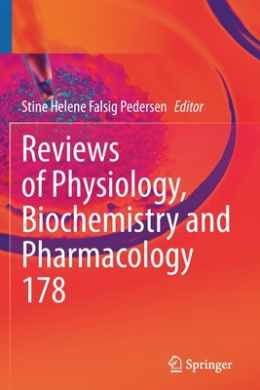 Stine Helene Falsig Pedersen Editor
Reviews
of Physiology,
Biochemistry and
Pharmacology
178
Springer